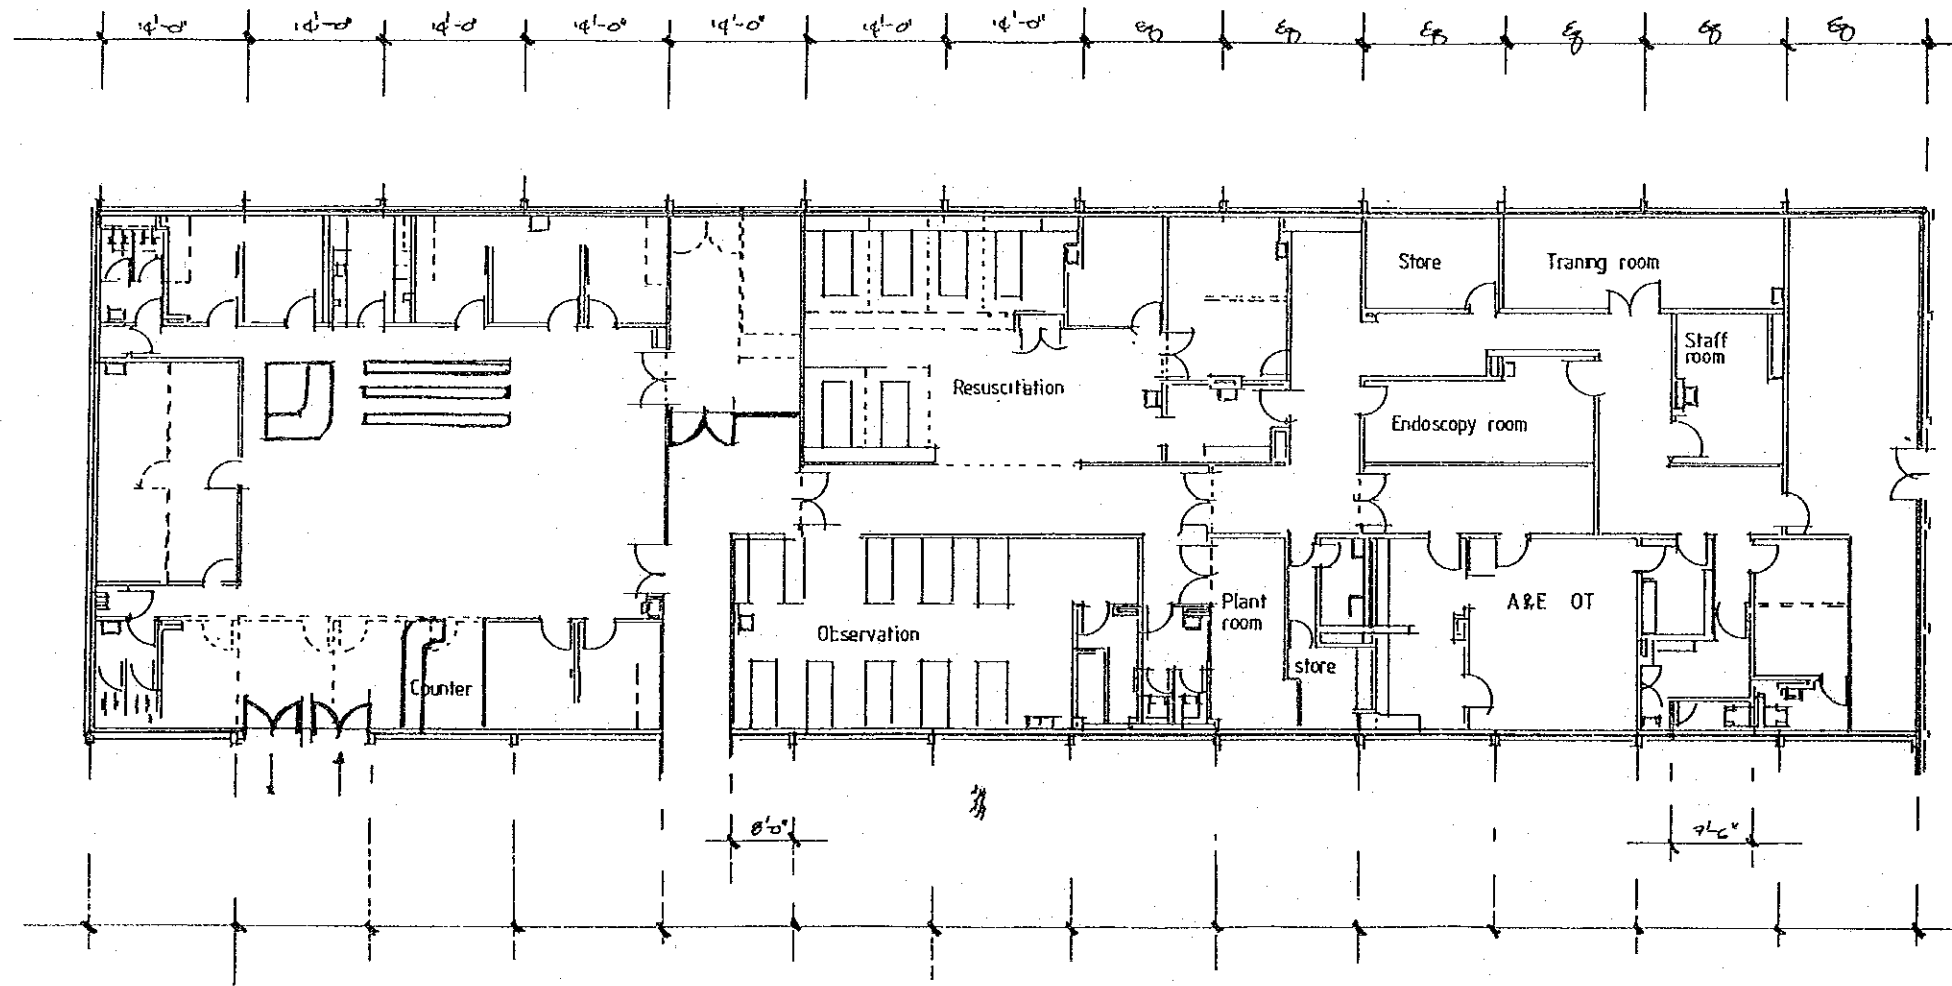 14'-0" 14'-0" 14'-0" 14'-0" 14'-0" 14'-0" 14'-0" EQ EQ EQ EQ EQ EQ
Store
Traning room
Staff
room
Resuscitation
Endoscopy room
Plant
room
A&E OT
Observation
store
Counter
8'-0"
7'-6"